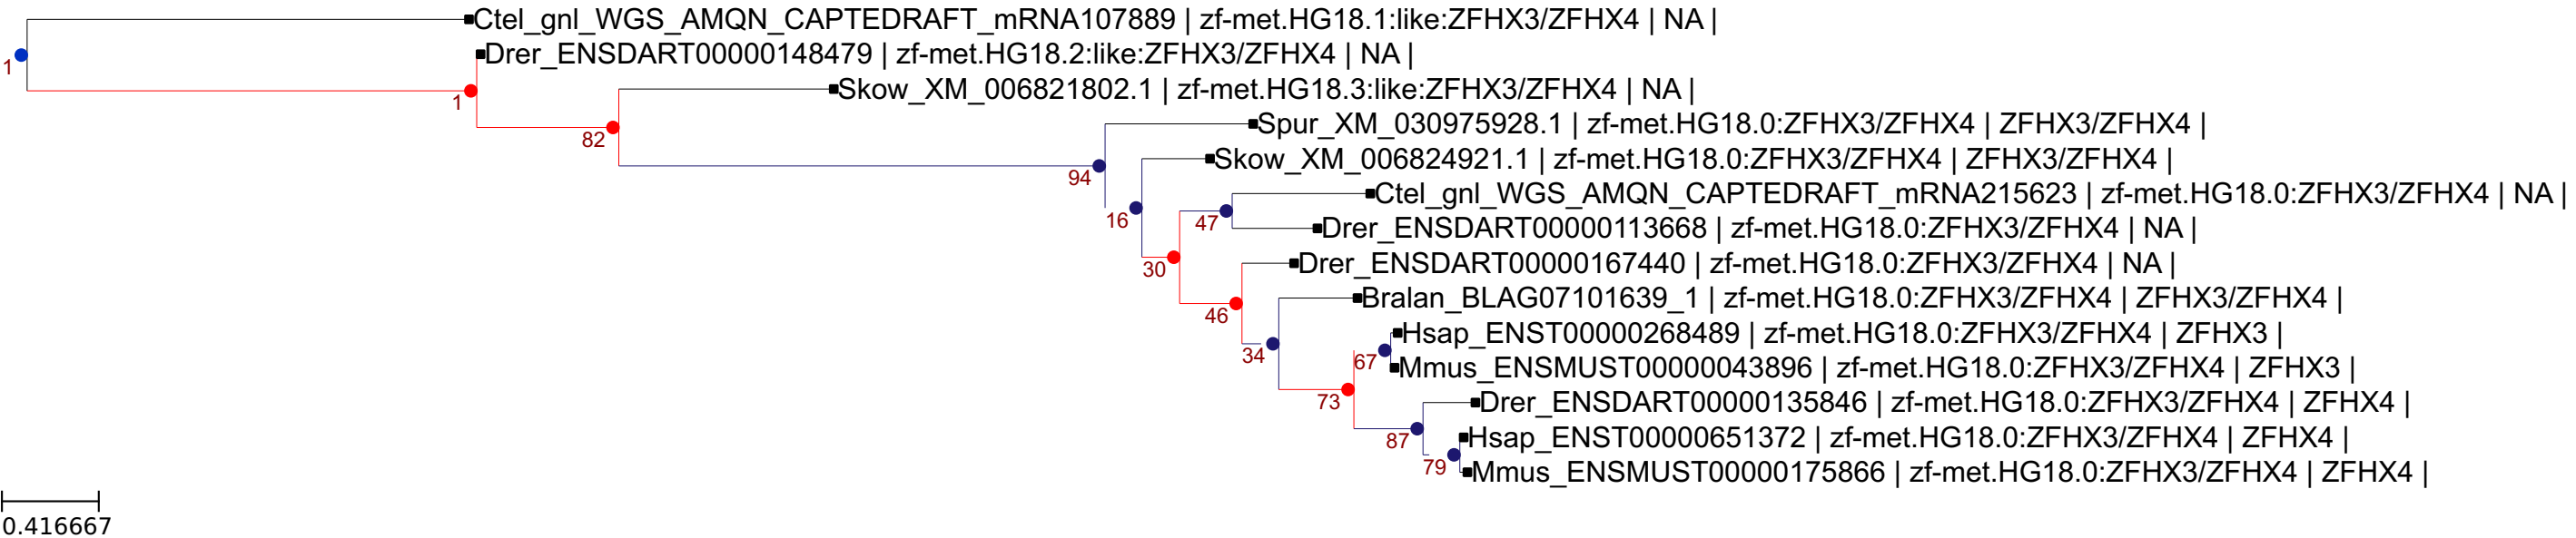 Ctel_gnl_WGS_AMQN_CAPTEDRAFT_mRNA107889 | zf-met.HG18.1:like:ZFHX3/ZFHX4 | NA |
1
Drer_ENSDART00000148479 | zf-met.HG18.2:like:ZFHX3/ZFHX4 | NA |
1
Skow_XM_006821802.1 | zf-met.HG18.3:like:ZFHX3/ZFHX4 | NA |
82
Spur_XM_030975928.1 | zf-met.HG18.0:ZFHX3/ZFHX4 | ZFHX3/ZFHX4 |
94
Skow_XM_006824921.1 | zf-met.HG18.0:ZFHX3/ZFHX4 | ZFHX3/ZFHX4 |
16
Ctel_gnl_WGS_AMQN_CAPTEDRAFT_mRNA215623 | zf-met.HG18.0:ZFHX3/ZFHX4 | NA |
47
Drer_ENSDART00000113668 | zf-met.HG18.0:ZFHX3/ZFHX4 | NA |
30
Drer_ENSDART00000167440 | zf-met.HG18.0:ZFHX3/ZFHX4 | NA |
46
Bralan_BLAG07101639_1 | zf-met.HG18.0:ZFHX3/ZFHX4 | ZFHX3/ZFHX4 |
34
Hsap_ENST00000268489 | zf-met.HG18.0:ZFHX3/ZFHX4 | ZFHX3 |
67
Mmus_ENSMUST00000043896 | zf-met.HG18.0:ZFHX3/ZFHX4 | ZFHX3 |
73
Drer_ENSDART00000135846 | zf-met.HG18.0:ZFHX3/ZFHX4 | ZFHX4 |
87
Hsap_ENST00000651372 | zf-met.HG18.0:ZFHX3/ZFHX4 | ZFHX4 |
79
Mmus_ENSMUST00000175866 | zf-met.HG18.0:ZFHX3/ZFHX4 | ZFHX4 |
0.416667